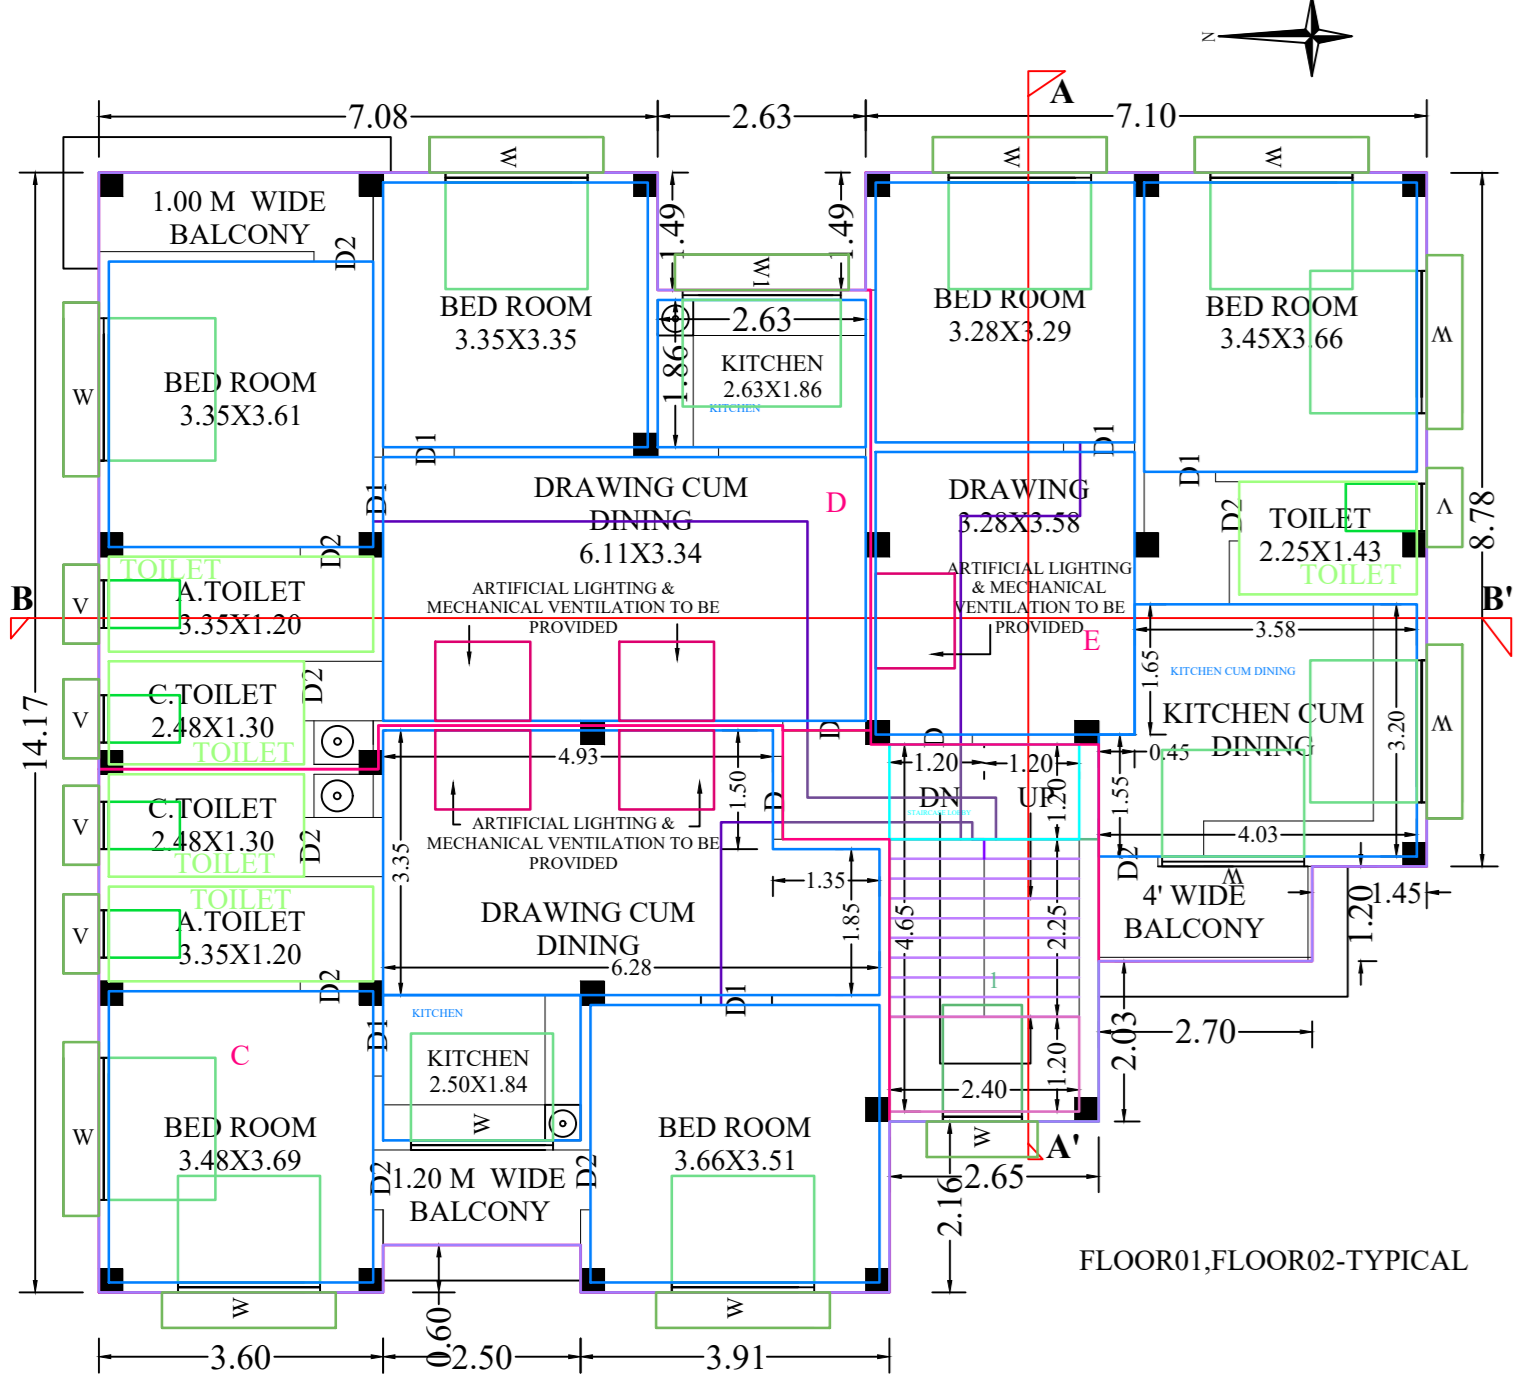 N
A
7.08
2.63
7.10
W
W
W
1.00 M WIDE
BALCONY
D2
1.49
1.49
W1
BED ROOM
3.35X3.35
2.63
BED ROOM
3.28X3.29
BED ROOM
3.45X3.66
W
W
BED ROOM
3.35X3.61
1.86
KITCHEN
2.63X1.86
KITCHEN
D1
D1
D1
D1
DRAWING CUM
DINING
6.11X3.34
D
DRAWING
3.28X3.58
D2
TOILET
2.25X1.43
TOILET
V
8.78
D2
TOILET
A.TOILET
3.35X1.20
V
ARTIFICIAL LIGHTING &
MECHANICAL VENTILATION TO BE
PROVIDED
ARTIFICIAL LIGHTING
& MECHANICAL
VENTILATION TO BE
PROVIDED
E
B
B'
3.58
1.65
KITCHEN CUM DINING
KITCHEN CUM
DINING
3.20
W
14.17
V
C.TOILET
2.48X1.30
TOILET
D2
D
D
4.93
1.50
1.20
1.20
0.45
DN
UP
1.20
STAIRCASE LOBBY
1.55
4.03
D
V
C.TOILET
2.48X1.30
TOILET
D2
3.35
ARTIFICIAL LIGHTING &
MECHANICAL VENTILATION TO BE
PROVIDED
D2
W
1.35
4' WIDE
BALCONY
1.20
1.45
V
TOILET
A.TOILET
3.35X1.20
DRAWING CUM
DINING
1.85
4.65
2.25
6.28
D2
1
D1
D1
KITCHEN
2.03
2.70
C
KITCHEN
2.50X1.84
1.20
2.40
W
BED ROOM
3.48X3.69
W
BED ROOM
3.66X3.51
W
A'
D2
1.20 M WIDE
BALCONY
D2
2.65
2.16
FLOOR01,FLOOR02-TYPICAL
W
W
0.60
3.60
2.50
3.91